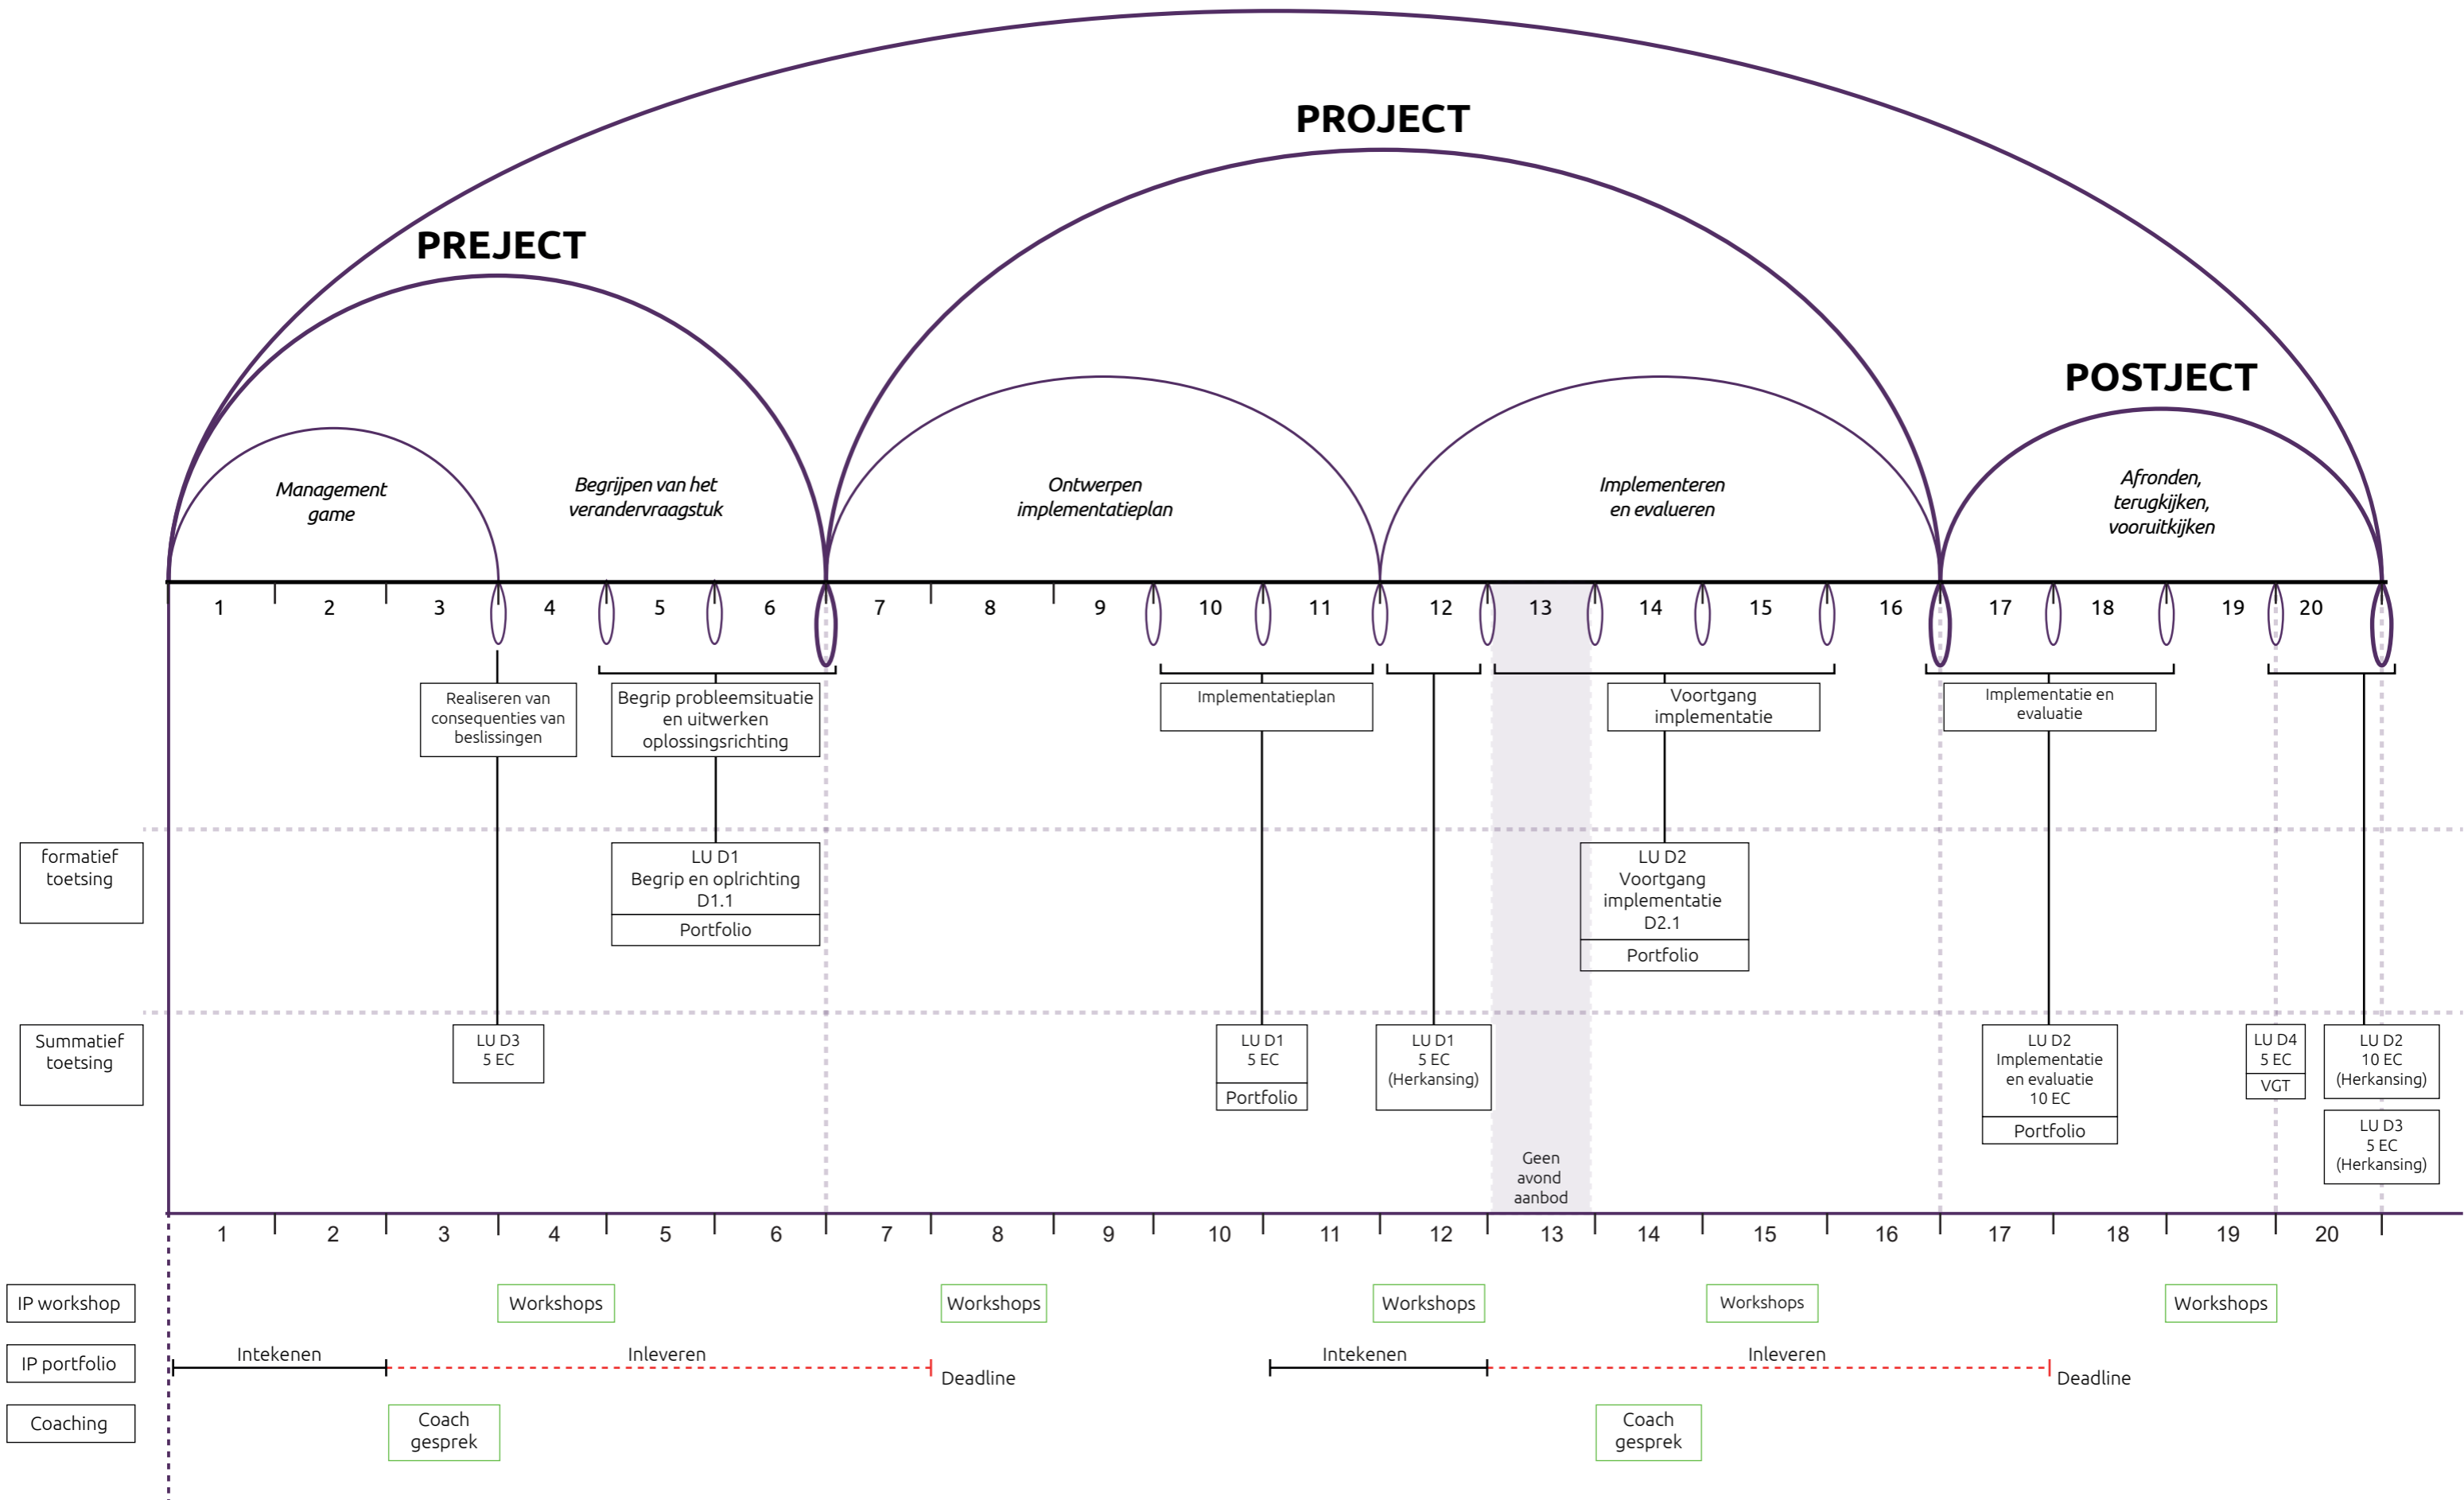 PROJECT
PREJECT
POSTJECT
Management
game
Begrijpen van het
verandervraagstuk
Ontwerpen
implementatieplan
Implementeren
en evalueren
Afronden,
terugkijken,
vooruitkijken
1 2 3 4 5 6 7 8 9 10 11 12 13 14 15 16 17 18 19 20
Realiseren van
consequenties van
beslissingen
Begrip probleemsituatie
en uitwerken
oplossingsrichting
Implementatieplan
Voortgang
implementatie
Implementatie en
evaluatie
formatief
toetsing
LU D1
Begrip en oplrichting
D1.1
Portfolio
LU D2
Voortgang
implementatie
D2.1
Portfolio
Summatief
toetsing
LU D3
5 EC
LU D1
5 EC
Portfolio
LU D1
5 EC
(Herkansing)
LU D2
Implementatie
en evaluatie
10 EC
Portfolio
LU D4
5 EC
VGT
LU D2
10 EC
(Herkansing)
LU D3
5 EC
(Herkansing)
Geen
avond
aanbod
1 2 3 4 5 6 7 8 9 10 11 12 13 14 15 16 17 18 19 20
IP workshop
Workshops
Workshops
Workshops
Workshops
Workshops
IP portfolio
Intekenen
Inleveren
Deadline
Intekenen
Inleveren
Deadline
Coaching
Coach
gesprek
Coach
gesprek